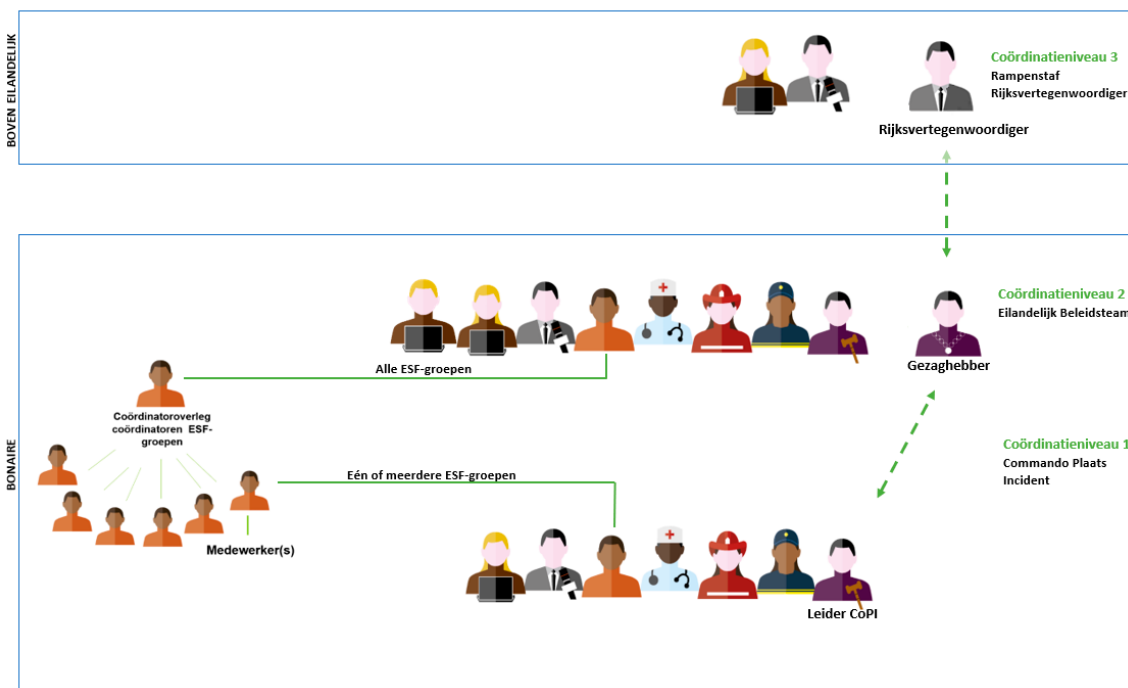 BOVEN EILANDELIJK
Coördinatieniveau 3
Rampenstaf
Rijksvertegenwoordiger
Rijksvertegenwoordiger
BONAIRE
Coördinatieniveau 2
Eilandelijk Beleidsteam
Gezaghebber
Alle ESF-groepen
Coördinatoroverleg
coördinatoren ESF-
groepen
Coördinatieniveau 1
Commando Plaats
Incident
Eén of meerdere ESF-groepen
Medewerker(s)
Leider CoPI